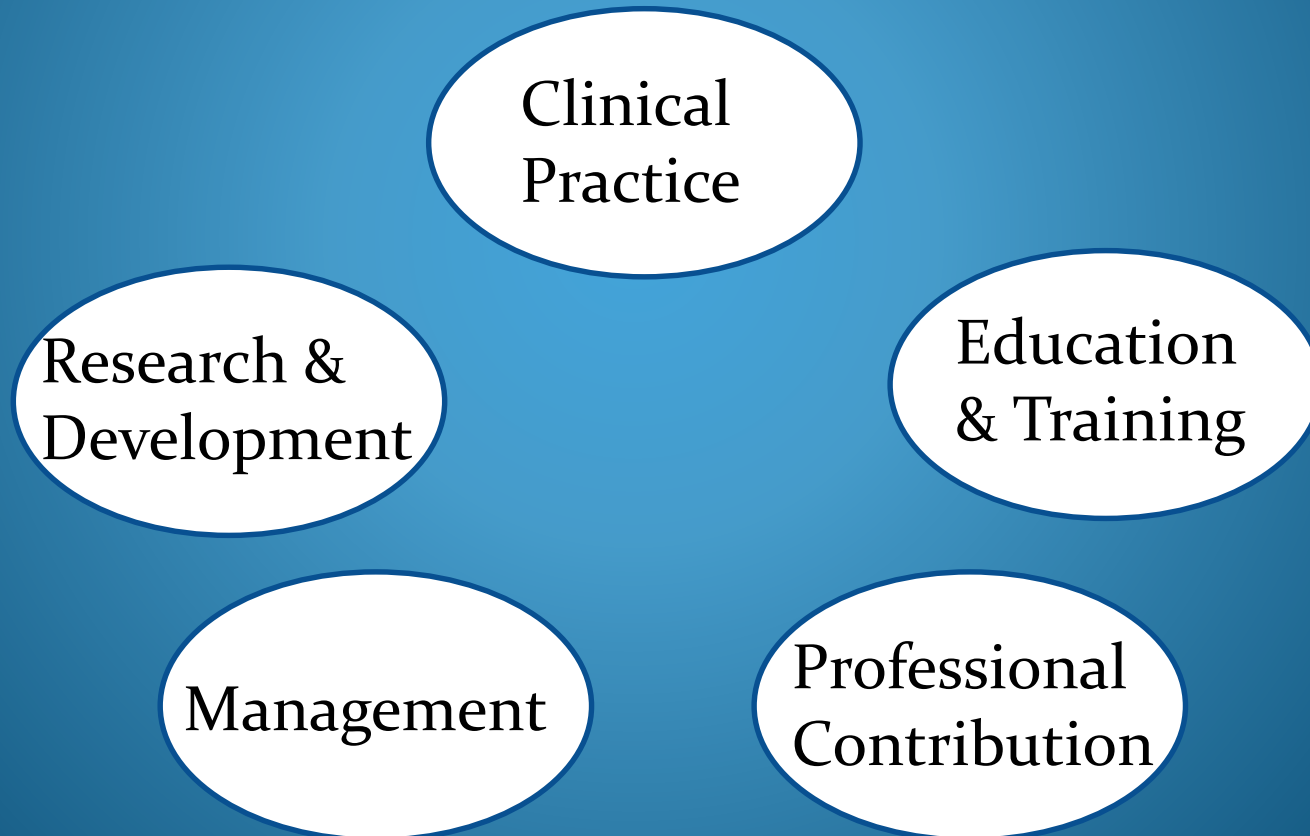 Clinical
Practice
Research &
Development
Education
& Training
Management
Professional
Contribution